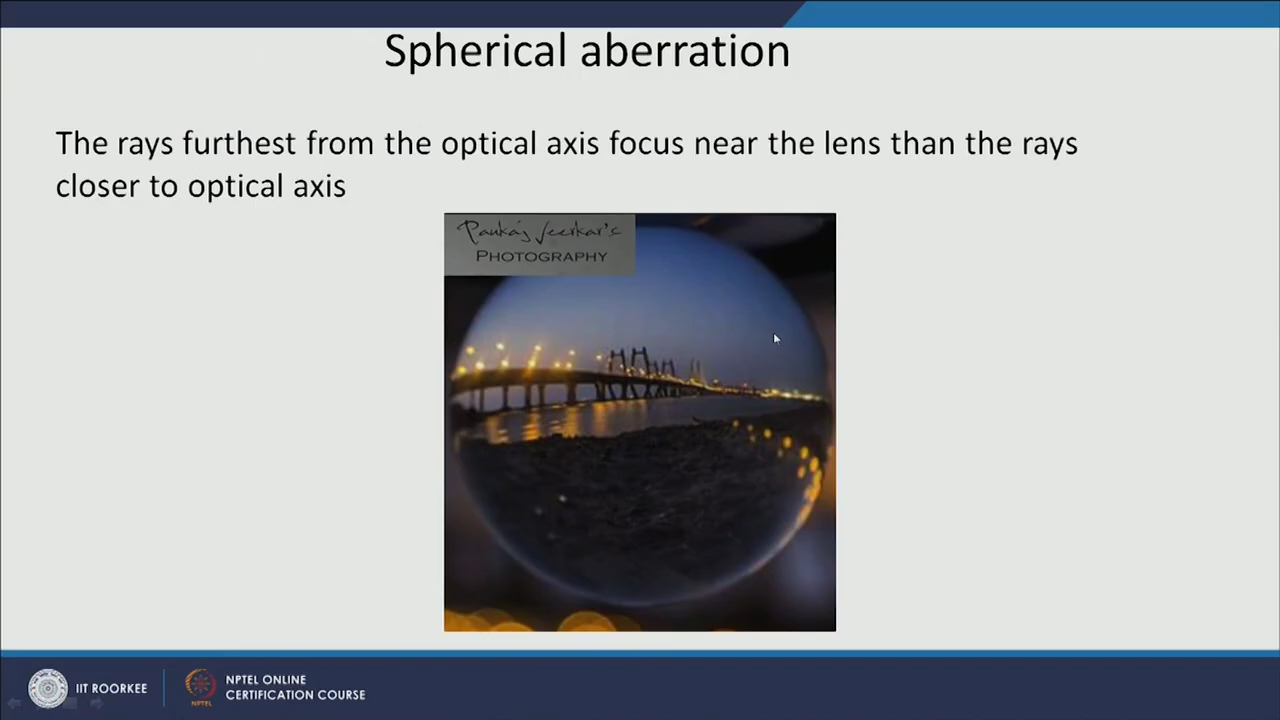 Spherical aberration
The rays furthest from the optical axis focus near the lens than the rays
closer to optical axis
PHOTOGRAPHY
IIT ROORKEE
NPTEL
NPTEL ONLINE
CERTIFICATION COURSE